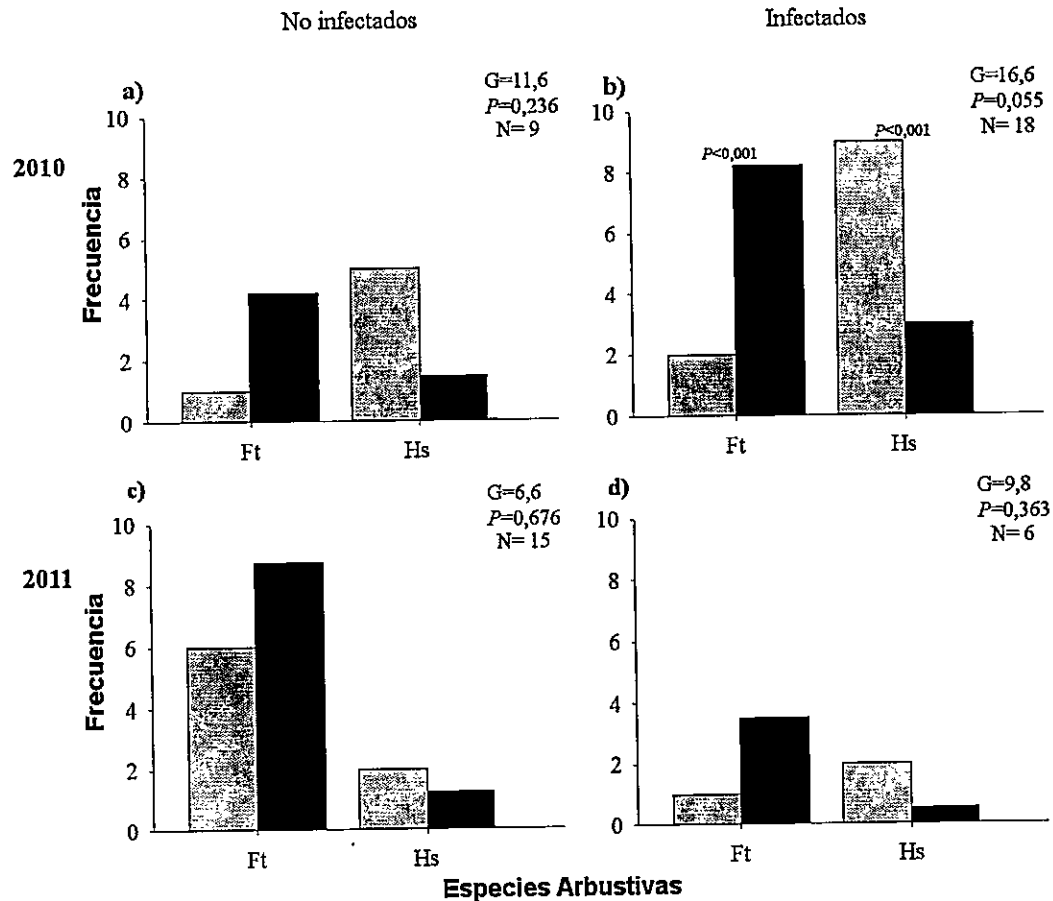 No infectados
Infectados
a)
G=11,6
P=0,236
N= 9
b)
G=16,6
P=0,055
N= 18
2010
Frecuencia
10
8
6
4
2
0
Ft
Hs
10
8
6
4
2
0
P<0,001
P<0,001
Ft
Hs
c)
G=6,6
P=0,676
N= 15
d)
G=9,8
P=0,363
N= 6
2011
Frecuencia
10
8
6
4
2
0
Ft
Hs
10
8
6
4
2
0
Ft
Hs
Especies Arbustivas